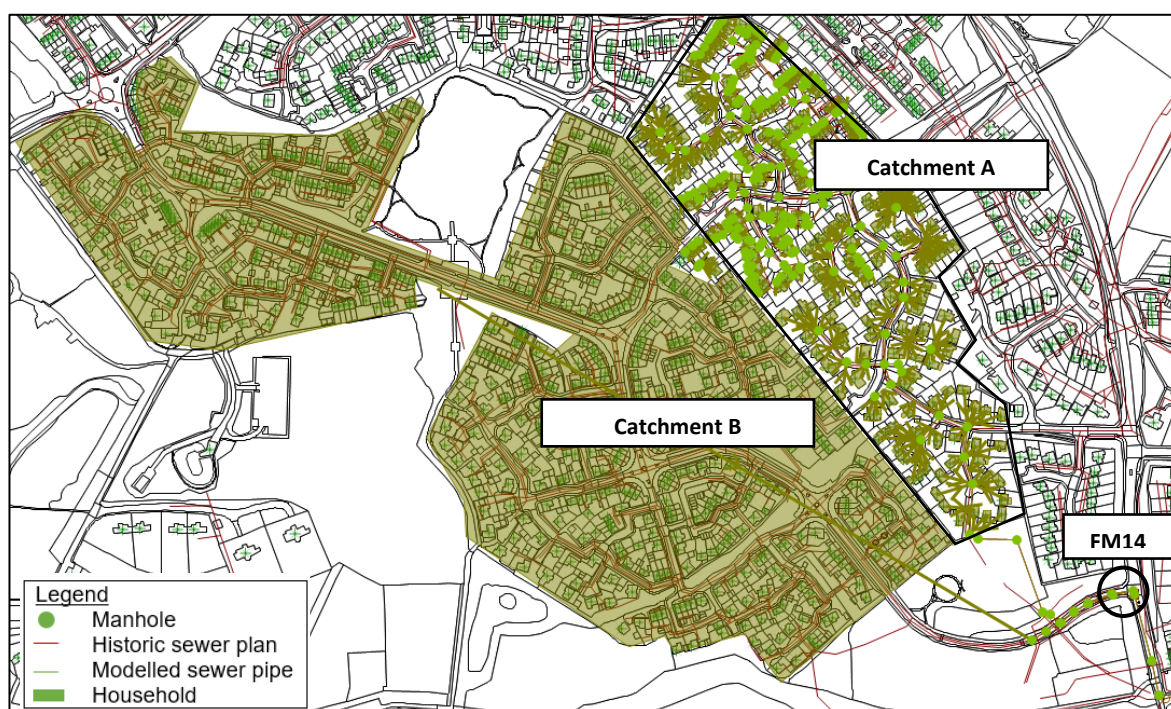 Catchment A
Catchment B
FM14
Legend
Manhole
Historic sewer plan
Modelled sewer pipe
Household